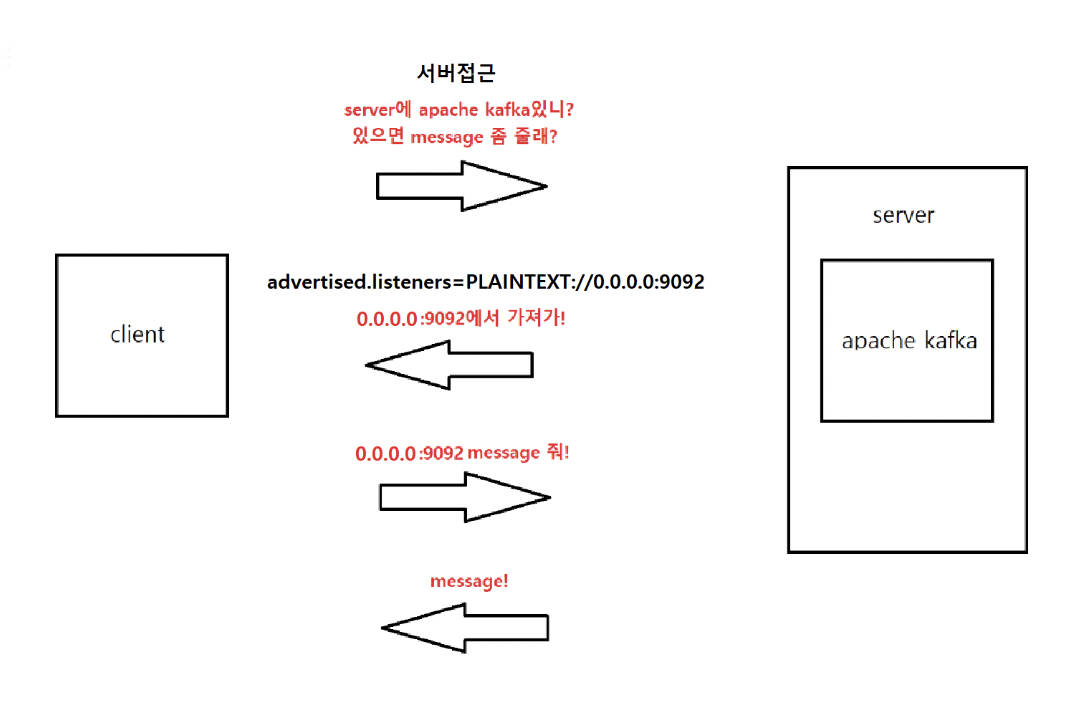 서버접근
server에 apache kafka있니?
있으면 message 좀 줄래?
server
advertised.listeners=PLAINTEXT://0.0.0.0:9092
0.0.0.0:9092에서 가져가!
client
apache kafka
0.0.0.0:9092 message 줘!
message!